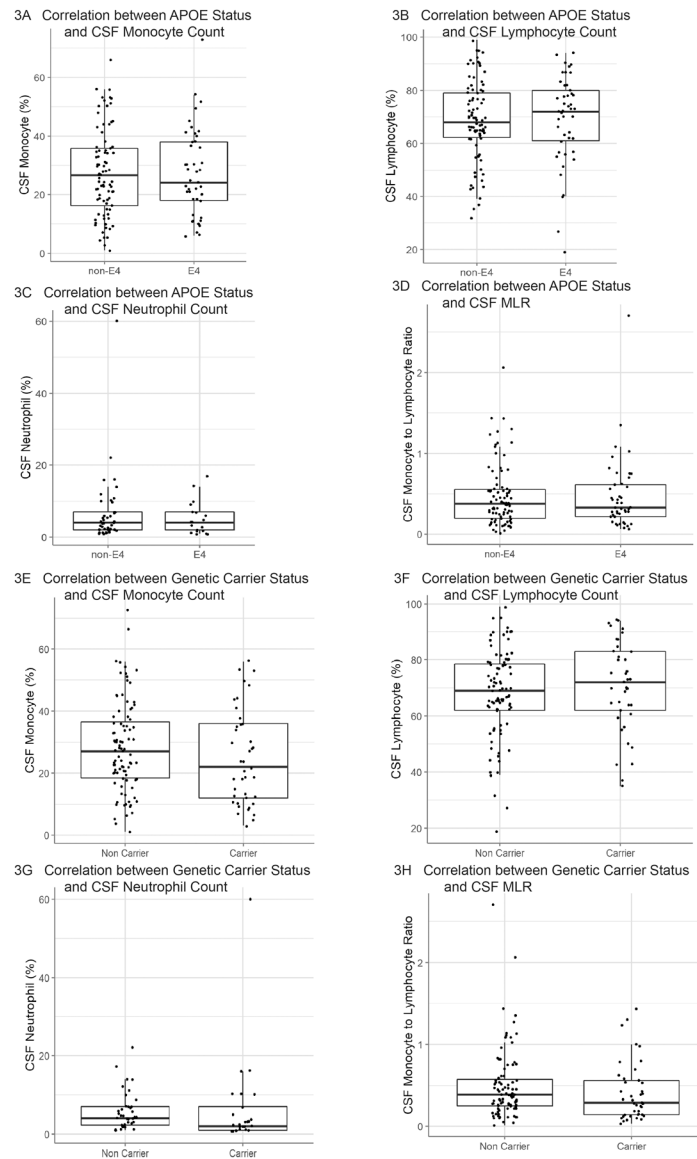 3A Correlation between APOE Status
and CSF Monocyte Count
CSF Monocyte (%)
60
40
20
0
non-E4
E4
3B Correlation between APOE Status
and CSF Lymphocyte Count
CSF Lymphocyte (%)
100
80
60
40
20
non-E4
E4
3C Correlation between APOE Status
and CSF Neutrophil Count
CSF Neutrophil (%)
60
40
20
0
non-E4
E4
3D Correlation between APOE Status
and CSF MLR
CSF Monocyte to Lymphocyte Ratio
2
1
0
non-E4
E4
3E Correlation between Genetic Carrier Status
and CSF Monocyte Count
CSF Monocyte (%)
60
40
20
0
Non Carrier
Carrier
3F Correlation between Genetic Carrier Status
and CSF Lymphocyte Count
CSF Lymphocyte (%)
100
80
60
40
20
Non Carrier
Carrier
3G Correlation between Genetic Carrier Status
and CSF Neutrophil Count
CSF Neutrophil (%)
60
40
20
0
Non Carrier
Carrier
3H Correlation between Genetic Carrier Status
and CSF MLR
CSF Monocyte to Lymphocyte Ratio
2
1
0
Non Carrier
Carrier